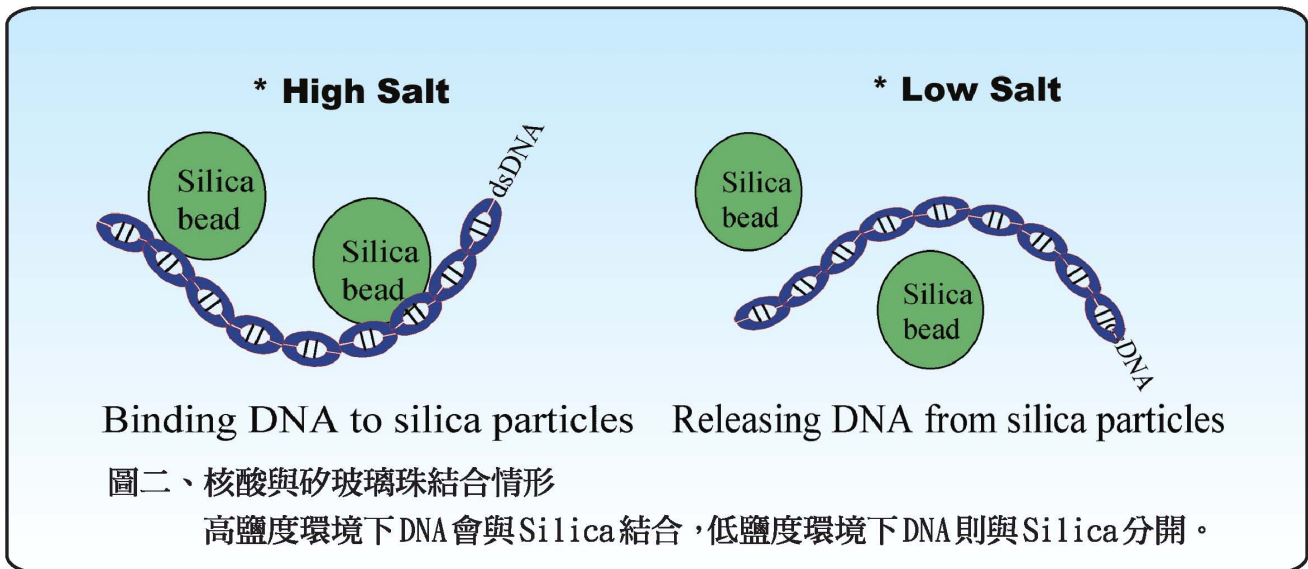 * High Salt
Silica
bead
Silica
bead
dsDNA
Binding DNA to silica particles
* Low Salt
Silica
bead
Silica
bead
DNA
Releasing DNA from silica particles
圖二、核酸與矽玻璃珠結合情形
高鹽度環境下DNA會與Silica結合，低鹽度環境下DNA則與Silica分開。